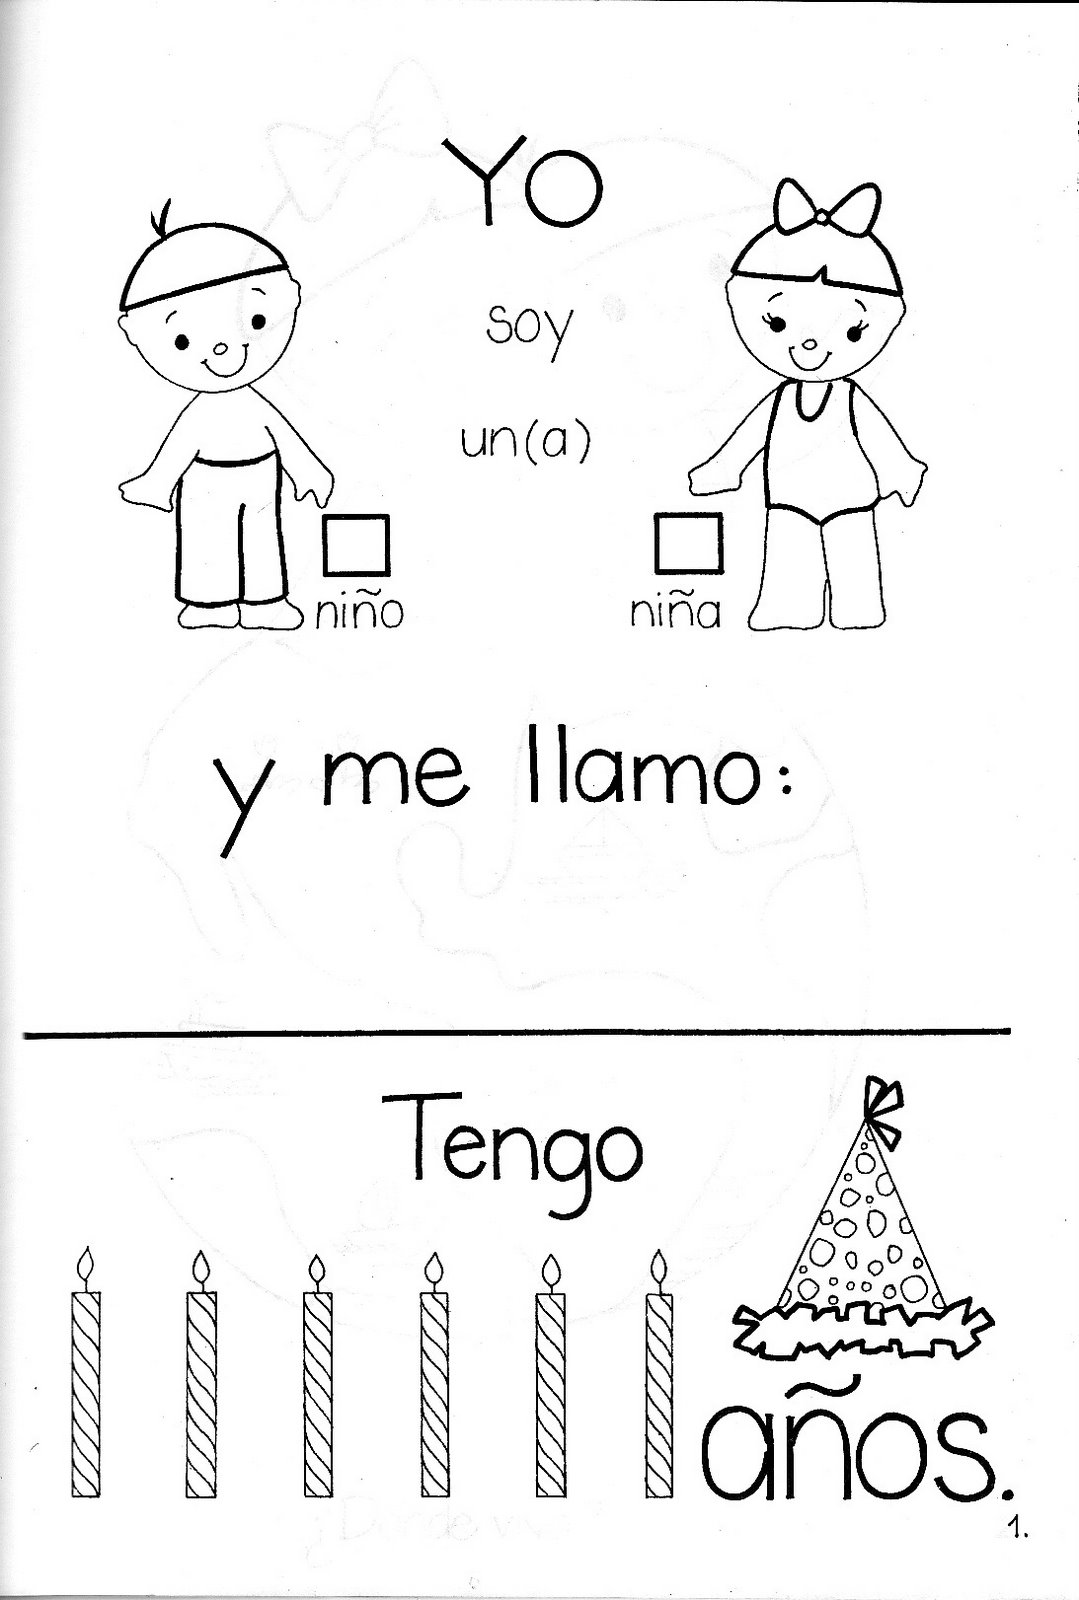 Yo
soy
un(a)
niño niña
y me llamo:
Tengo
años.
1.